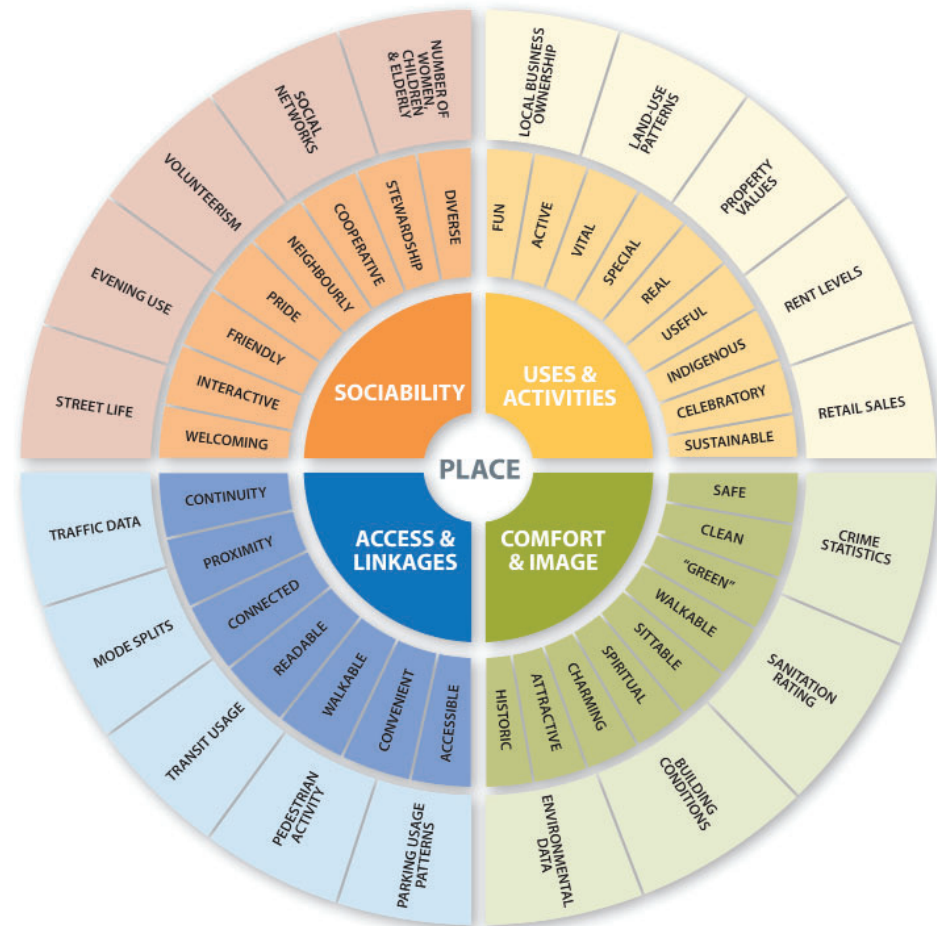 NUMBER OF
WOMEN,
CHILDREN
& ELDERLY
SOCIAL
NETWORKS
VOLUNTEERISM
EVENING USE
STREET LIFE
LOCAL BUSINESS
OWNERSHIP
LAND-USE
PATTERNS
PROPERTY
VALUES
RENT LEVELS
RETAIL SALES
DIVERSE
STEWARDSHIP
COOPERATIVE
NEIGHBOURLY
PRIDE
FRIENDLY
INTERACTIVE
WELCOMING
FUN
ACTIVE
VITAL
SPECIAL
REAL
USEFUL
INDIGENOUS
CELEBRATORY
SUSTAINABLE
SOCIABILITY
USES &
ACTIVITIES
PLACE
ACCESS &
LINKAGES
COMFORT
& IMAGE
CONTINUITY
PROXIMITY
CONNECTED
READABLE
WALKABLE
CONVENIENT
ACCESSIBLE
SAFE
CLEAN
"GREEN"
WALKABLE
SITTABLE
SPIRITUAL
CHARMING
ATTRACTIVE
HISTORIC
TRAFFIC DATA
MODE SPLITS
TRANSIT USAGE
PEDESTRIAN
ACTIVITY
PARKING USAGE
PATTERNS
CRIME
STATISTICS
SANITATION
RATING
BUILDING
CONDITIONS
ENVIRONMENTAL
DATA